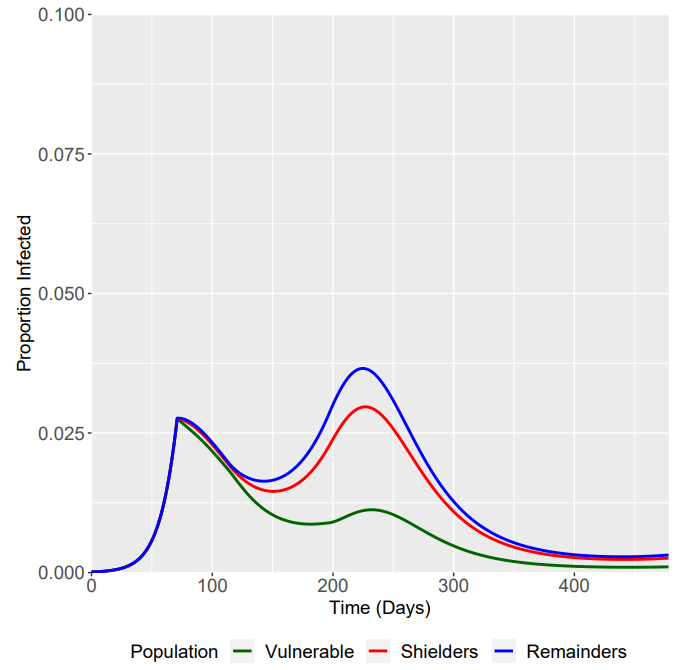 0.100
0.075
0.050
0.025
0.000
Proportion Infected
0 100 200 300 400
Time (Days)
Population Vulnerable Shielders Remainders